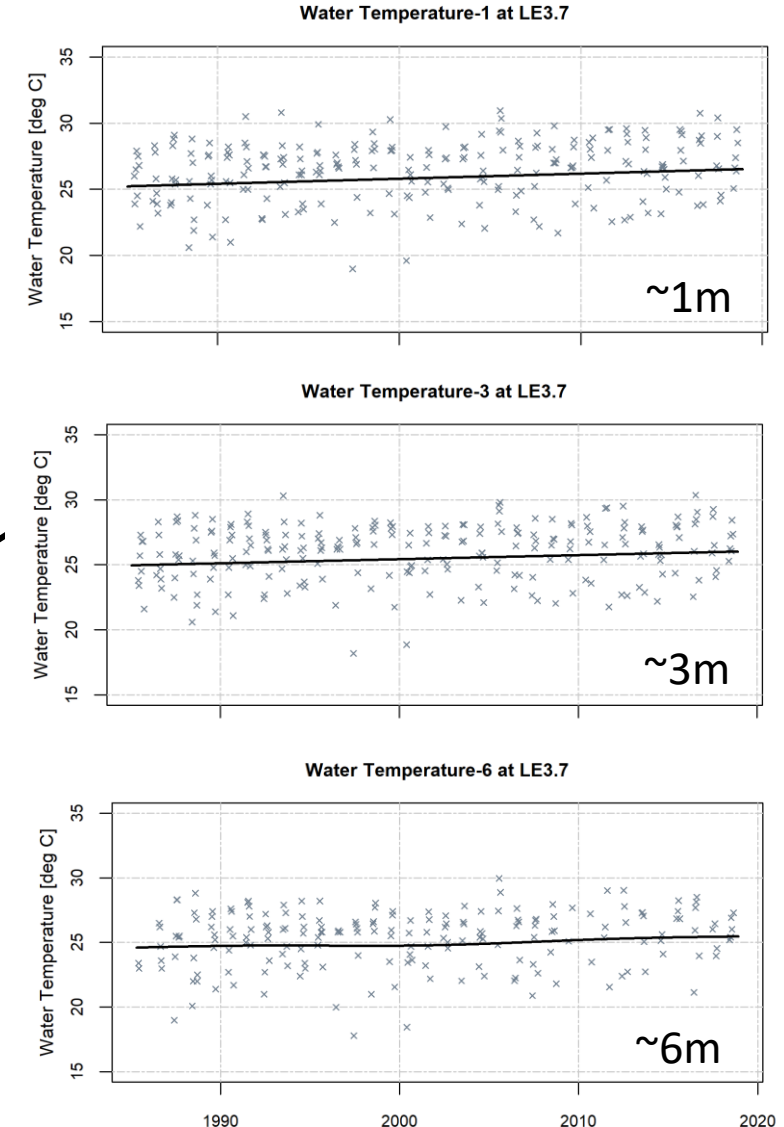 Water Temperature-1 at LE3.7
Water Temperature [deg C]
35
30
25
20
15
~1m
Water Temperature-3 at LE3.7
Water Temperature [deg C]
35
30
25
20
15
~3m
Water Temperature-6 at LE3.7
Water Temperature [deg C]
35
30
25
20
15
~6m
1990 2000 2010 2020